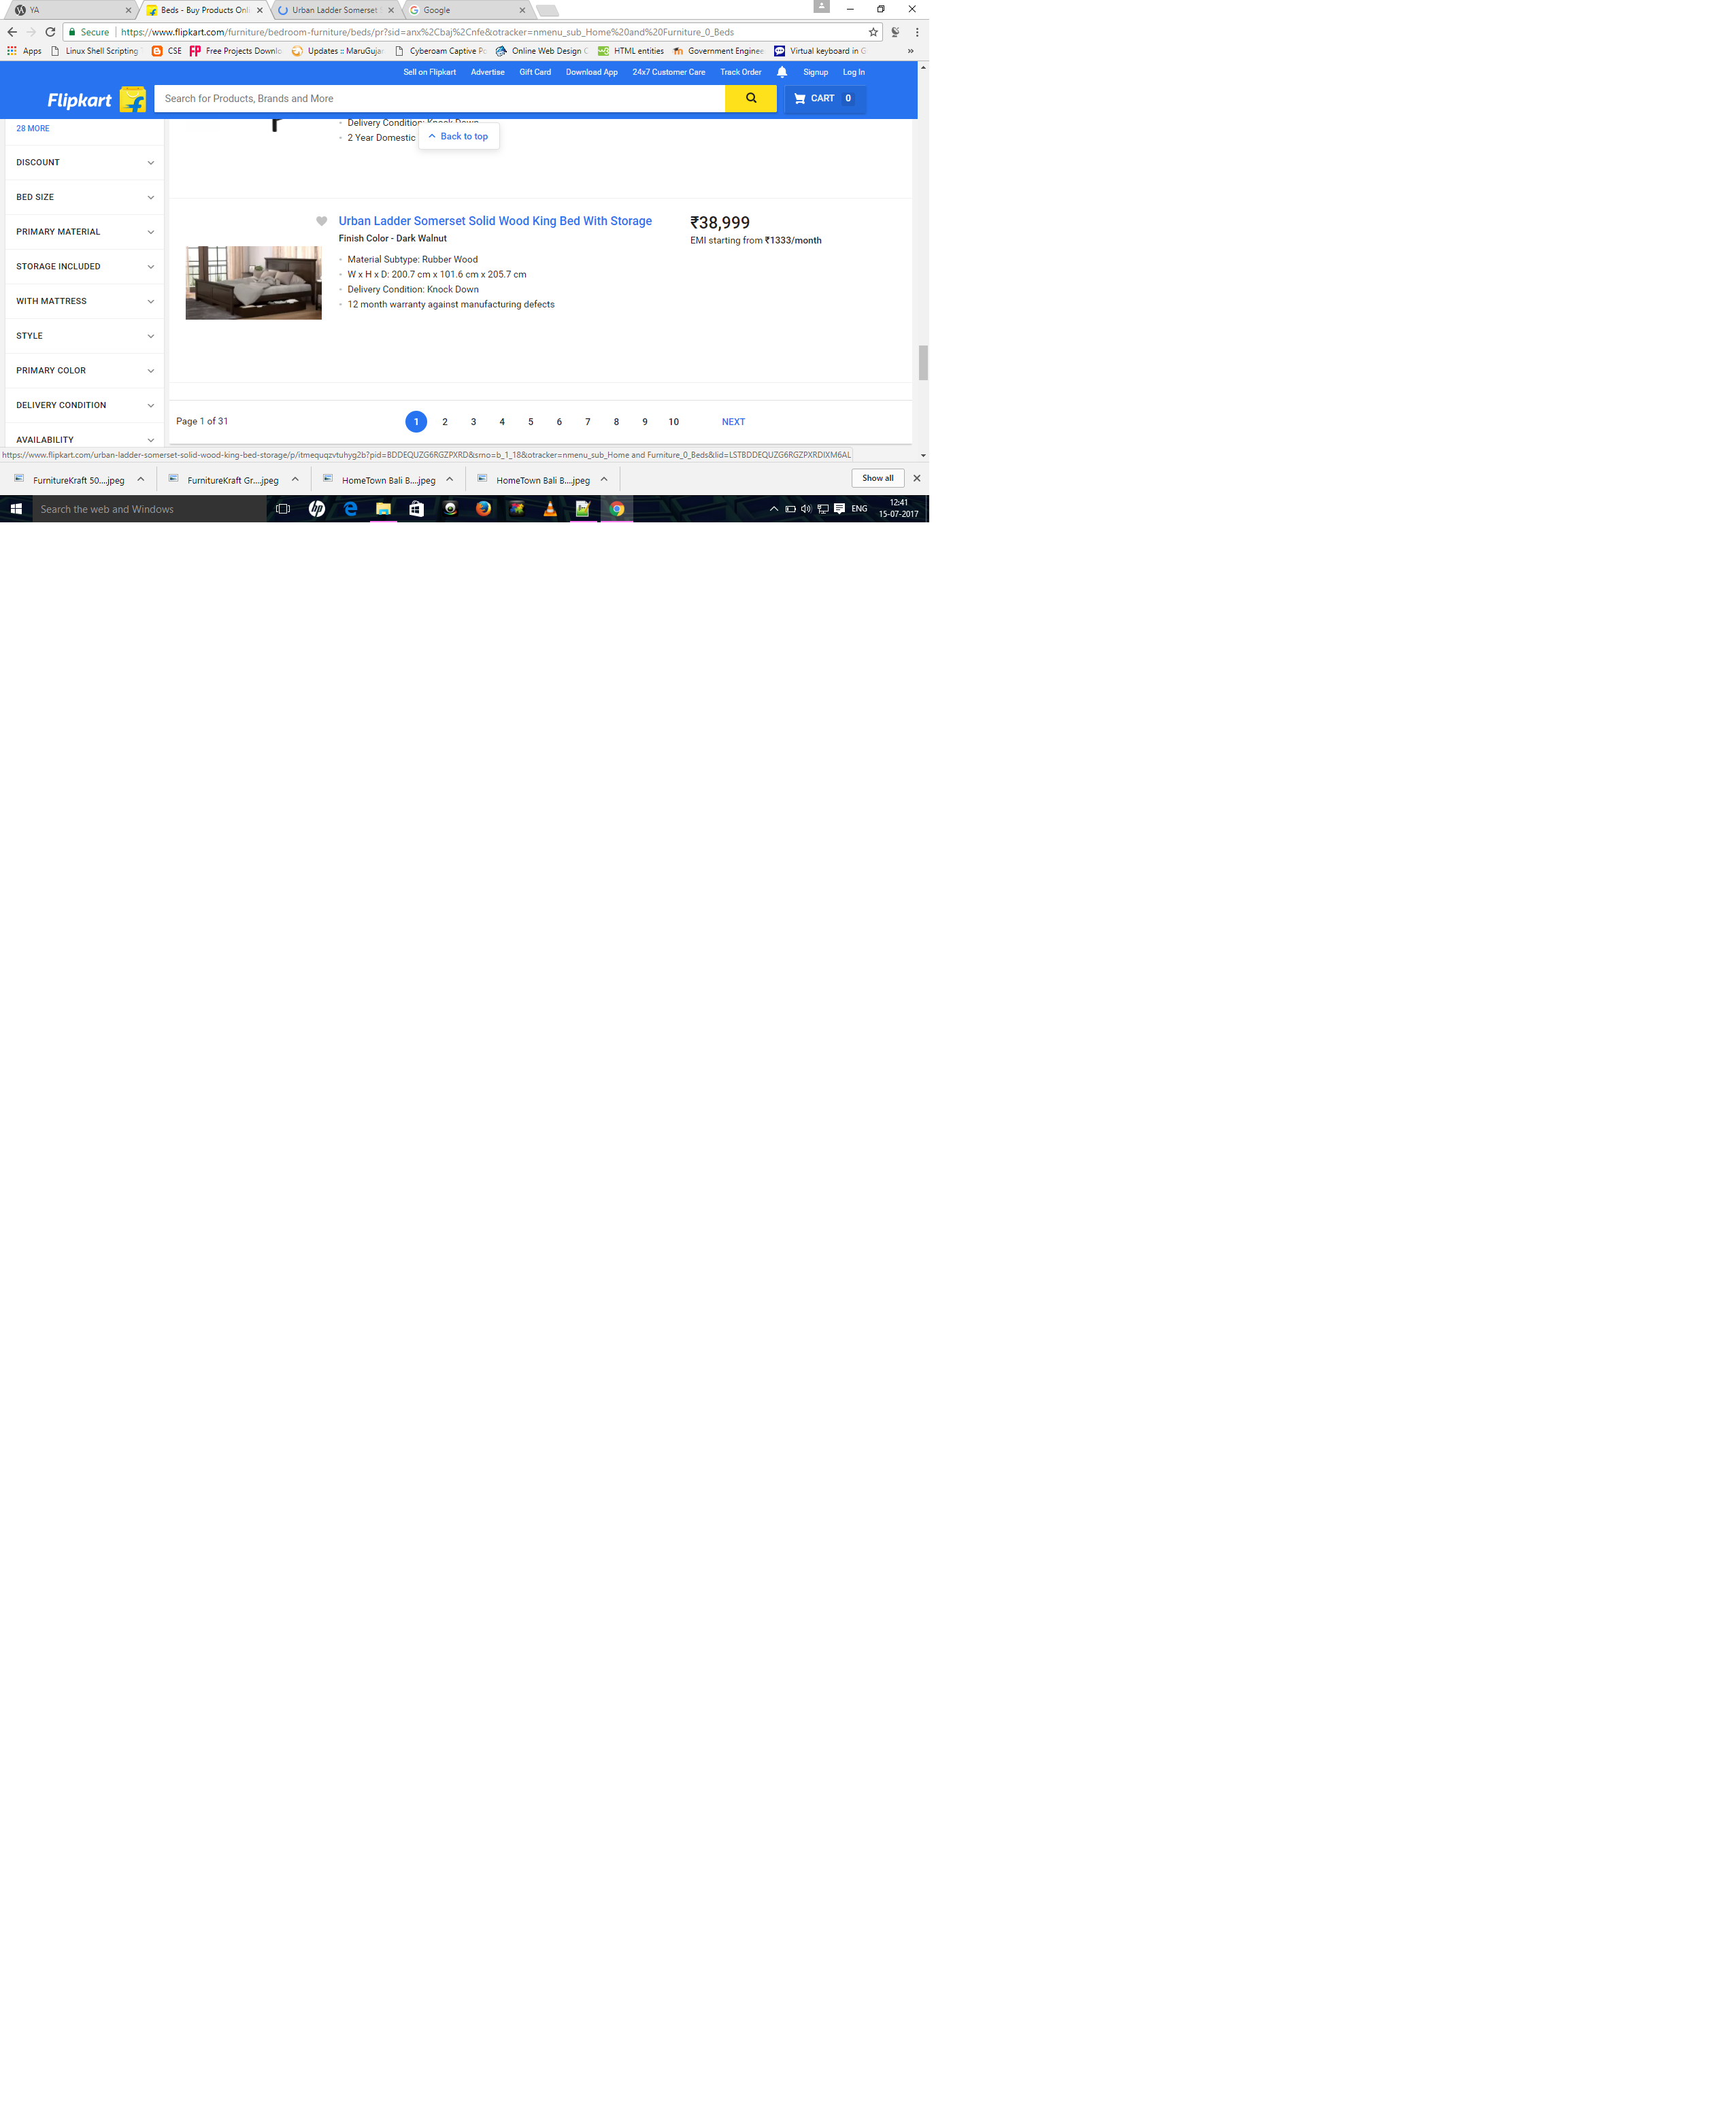 YA
Beds - Buy Products Onli
Urban Ladder Somerset S
Google
Secure
https://www.flipkart.com/furniture/bedroom-furniture/beds/pr?sid=anx%2Cbaj%2Cnfe&otracker=nmenu_sub_Home%20and%20Furniture_0_Beds
Apps
Linux Shell Scripting
CSE
Free Projects Downlo
Updates :: MaruGujar
Cyberoam Captive Po
Online Web Design C
HTML entities
Government Enginee
Virtual keyboard in G
»
Sell on Flipkart
Advertise
Gift Card
Download App
24x7 Customer Care
Track Order
Signup
Log In
Flipkart
Search for Products, Brands and More
CART 0
28 MORE
DISCOUNT
BED SIZE
PRIMARY MATERIAL
STORAGE INCLUDED
WITH MATTRESS
STYLE
PRIMARY COLOR
DELIVERY CONDITION
AVAILABILITY
Delivery Condition: Knock Down
2 Year Domestic
Back to top
Urban Ladder Somerset Solid Wood King Bed With Storage
Finish Color - Dark Walnut
Material Subtype: Rubber Wood
W x H x D: 200.7 cm x 101.6 cm x 205.7 cm
Delivery Condition: Knock Down
12 month warranty against manufacturing defects
₹38,999
EMI starting from ₹1333/month
Page 1 of 31
1 2 3 4 5 6 7 8 9 10 NEXT
https://www.flipkart.com/urban-ladder-somerset-solid-wood-king-bed-storage/p/itmequqzvtuhyg2b?pid=BDDEQUZG6RGZPXRD&srno=b_1_18&otracker=nmenu_sub_Home and Furniture_0_Beds&lid=LSTBDDEQUZG6RGZPXRDIXM6AL
FurnitureKraft 50....jpeg
FurnitureKraft Gr....jpeg
HomeTown Bali B....jpeg
HomeTown Bali B....jpeg
Show all
Search the web and Windows
ENG
12:41
15-07-2017